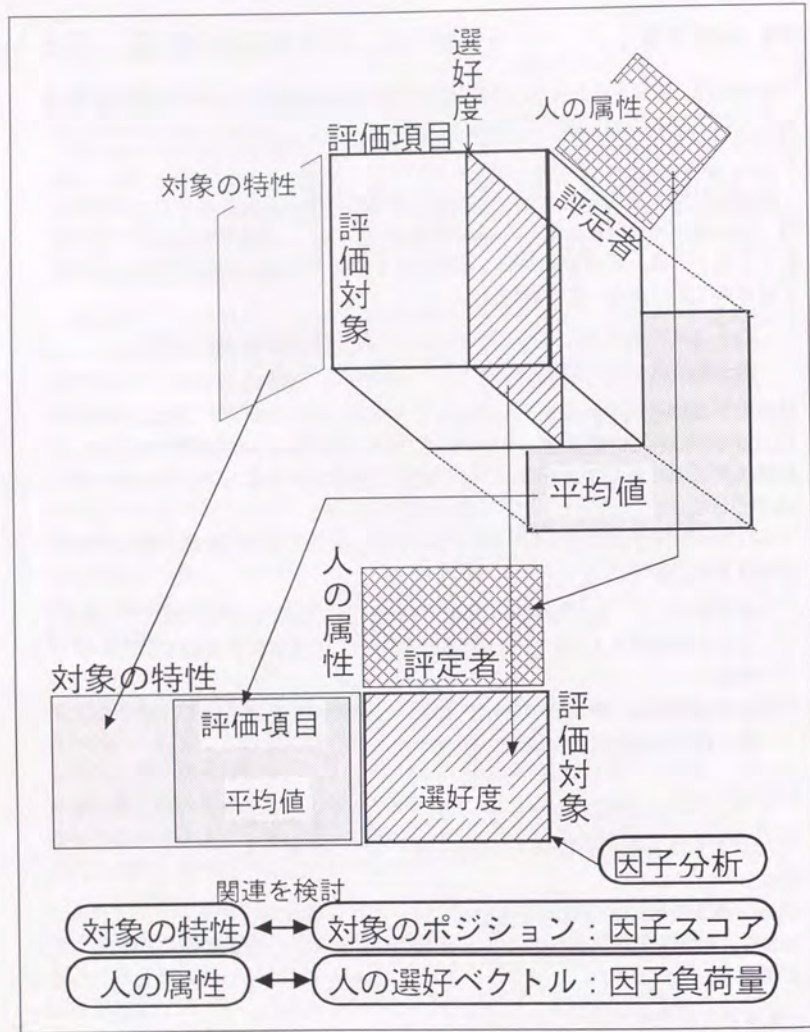 選好度
人の属性
評価項目
対象の特性
評価対象
評定者
平均値
人の属性
評定者
対象の特性
評価項目
評価対象
平均値
選好度
因子分析
関連を検討
対象の特性
対象のポジション：因子スコア
人の属性
人の選好ベクトル：因子負荷量